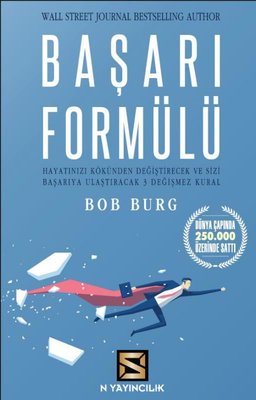 WALL STREET JOURNAL BESTSELLING AUTHOR
BAŞARI
FORMÜLÜ
HAYATINIZI KÖKÜNDEN DEĞİŞTİRECEK VE SİZİ
BAŞARIYA ULAŞTIRACAK 3 DEĞİŞMEZ KURAL
BOB BURG
DÜNYA ÇAPINDA
250.000
ÜZERİNDE SATTI
N YAYINCILIK